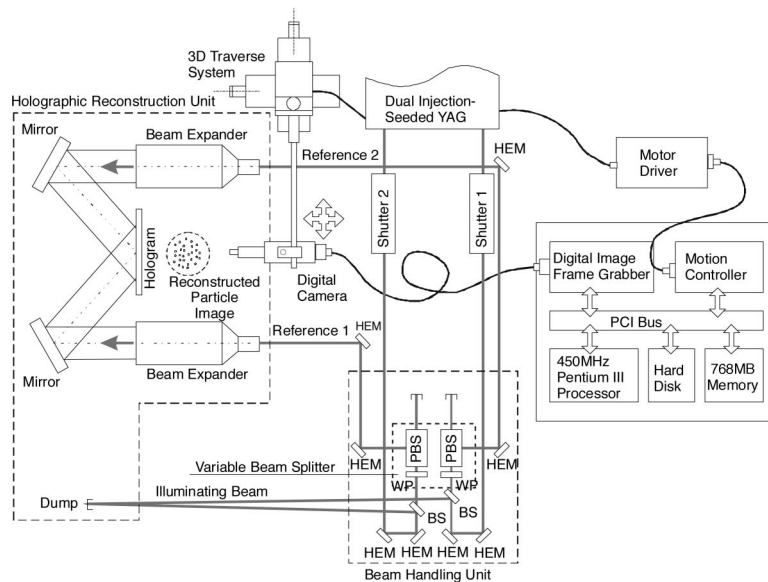 3D Traverse
System
Holographic Reconstruction Unit
Mirror
Beam Expander
Dual Injection-
Seeded YAG
Reference 2
HEM
Motor
Driver
Shutter 2
Shutter 1
Hologram
Reconstructed
Particle
Image
Digital
Camera
Digital Image
Frame Grabber
Motion
Controller
PCI Bus
Reference 1
HEM
Mirror
Beam Expander
450MHz
Pentium III
Processor
Hard
Disk
768MB
Memory
PBS
PBS
HEM
HEM
Variable Beam Splitter
WP
WP
Illuminating Beam
Dump
BS
BS
HEM
HEM
HEM
HEM
Beam Handling Unit